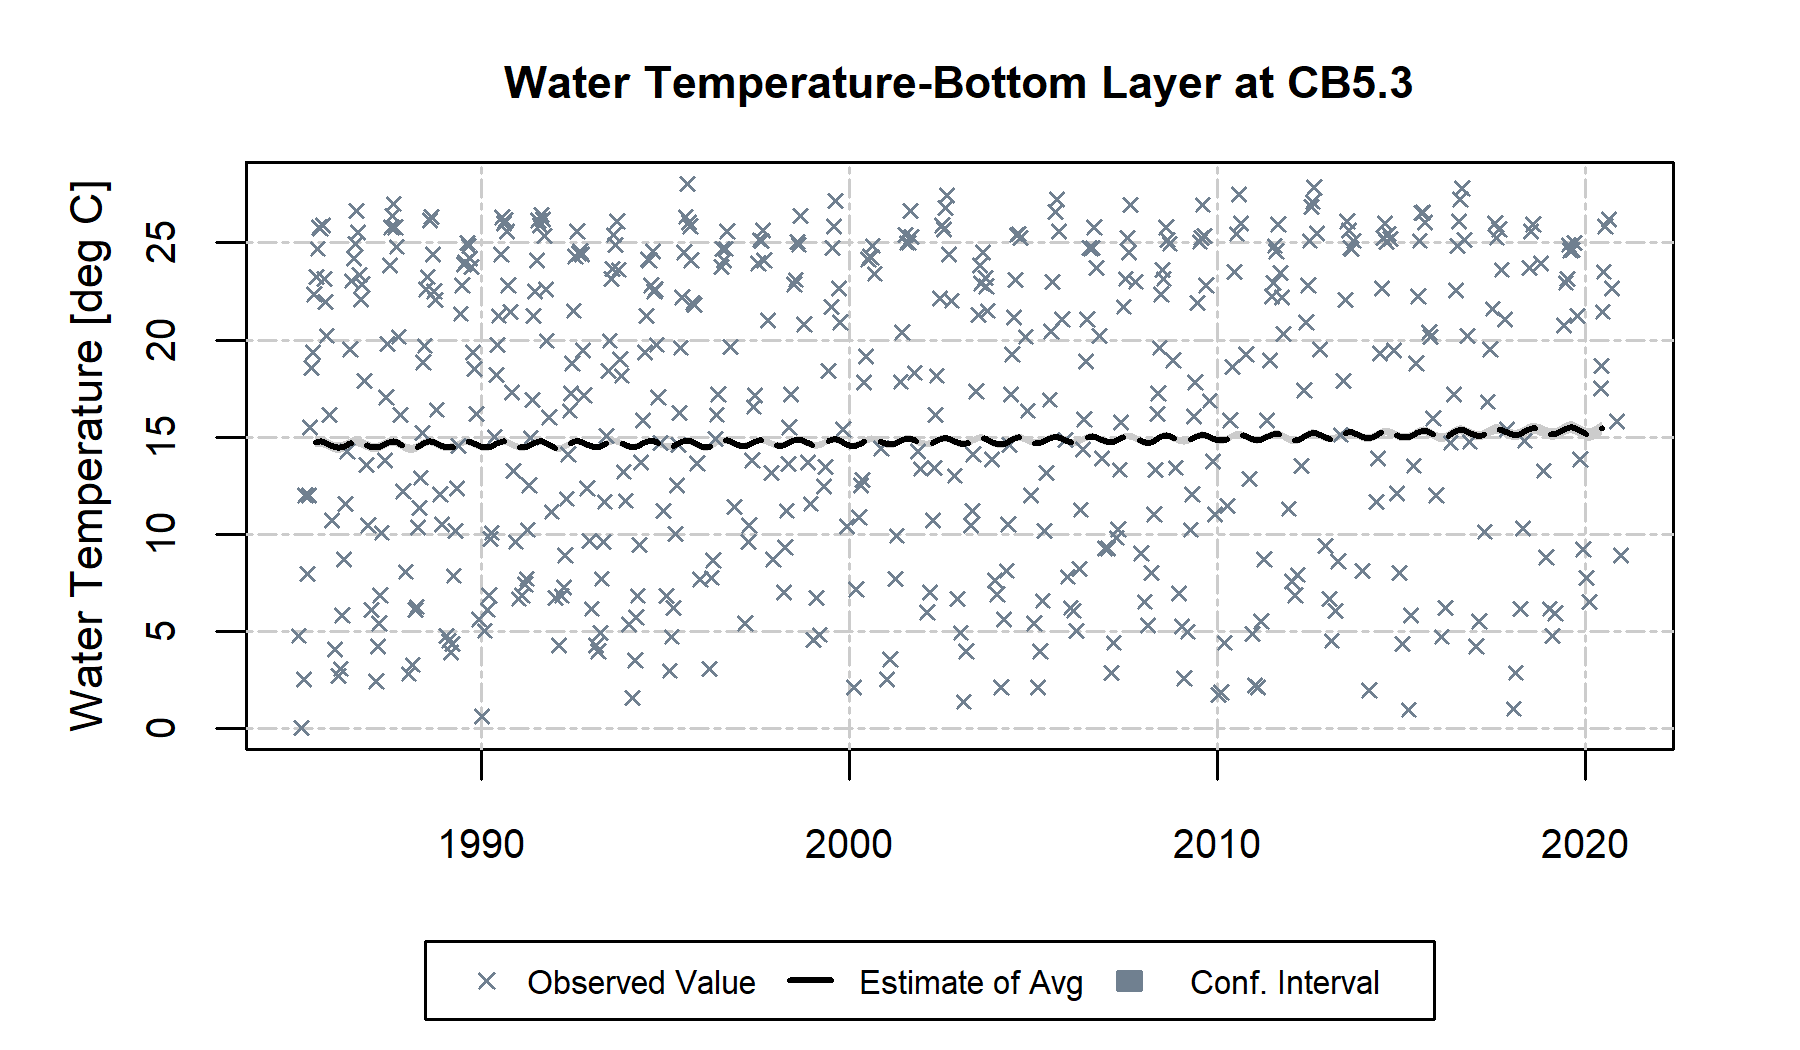 Water Temperature-Bottom Layer at CB5.3
Water Temperature [deg C]
25
20
15
10
5
0
1990 2000 2010 2020
Observed Value Estimate of Avg Conf. Interval